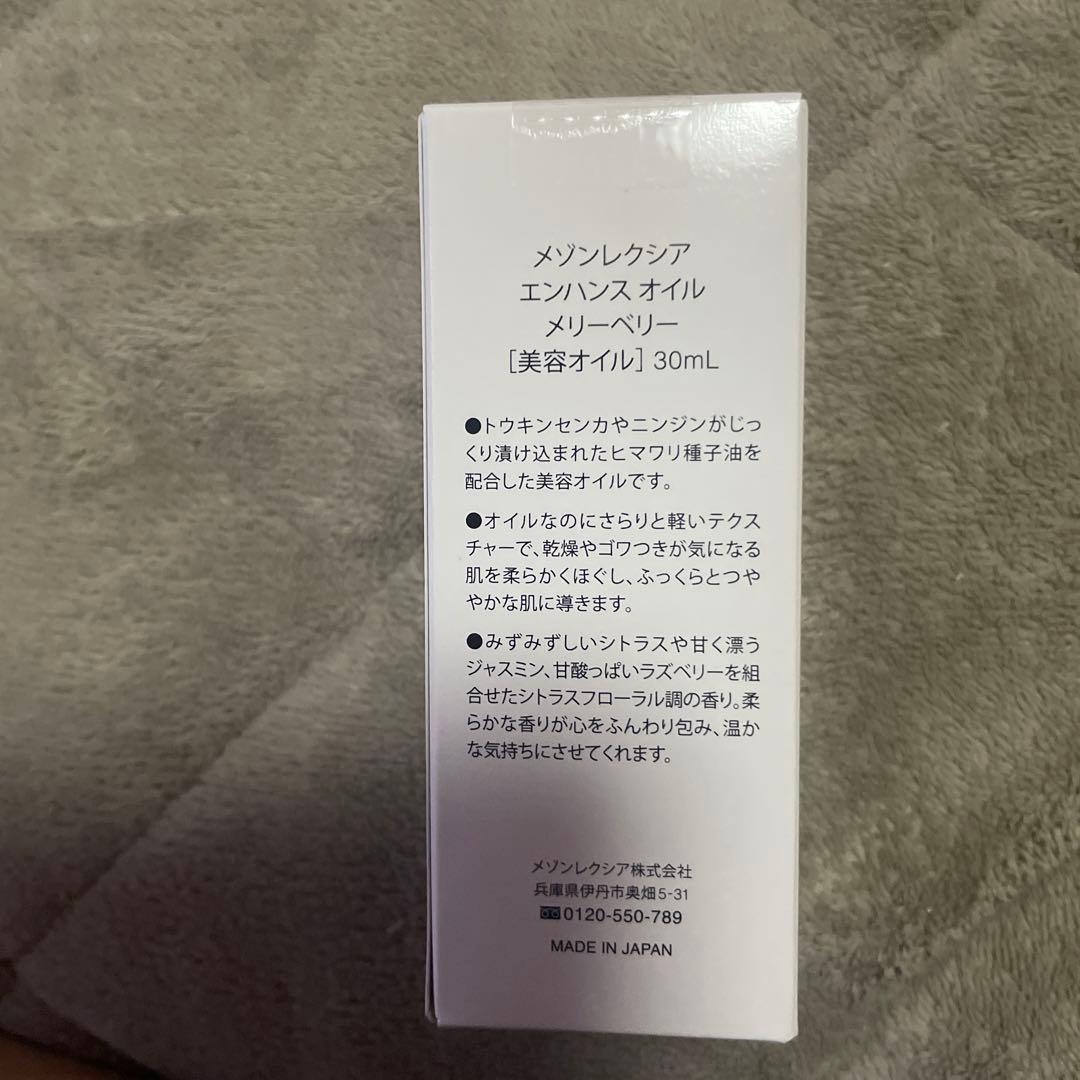 メゾンレクシア
エンハンス オイル
メリーベリー
[美容オイル] 30mL
●トウキンセンカやニンジンがじっ
くり漬け込まれたヒマワリ種子油を
配合した美容オイルです。
●オイルなのにさらりと軽いテクス
チャーで、乾燥やゴワつきが気になる
肌を柔らかくほぐし、ふっくらとつや
やかな肌に導きます。
●みずみずしいシトラスや甘く漂う
ジャスミン、甘酸っぱいラズベリーを組
合せたシトラスフローラル調の香り。柔
らかな香りが心をふんわり包み、温か
な気持ちにさせてくれます。
メゾンレクシア株式会社
兵庫県伊丹市奥畑5-31
0120-550-789
MADE IN JAPAN